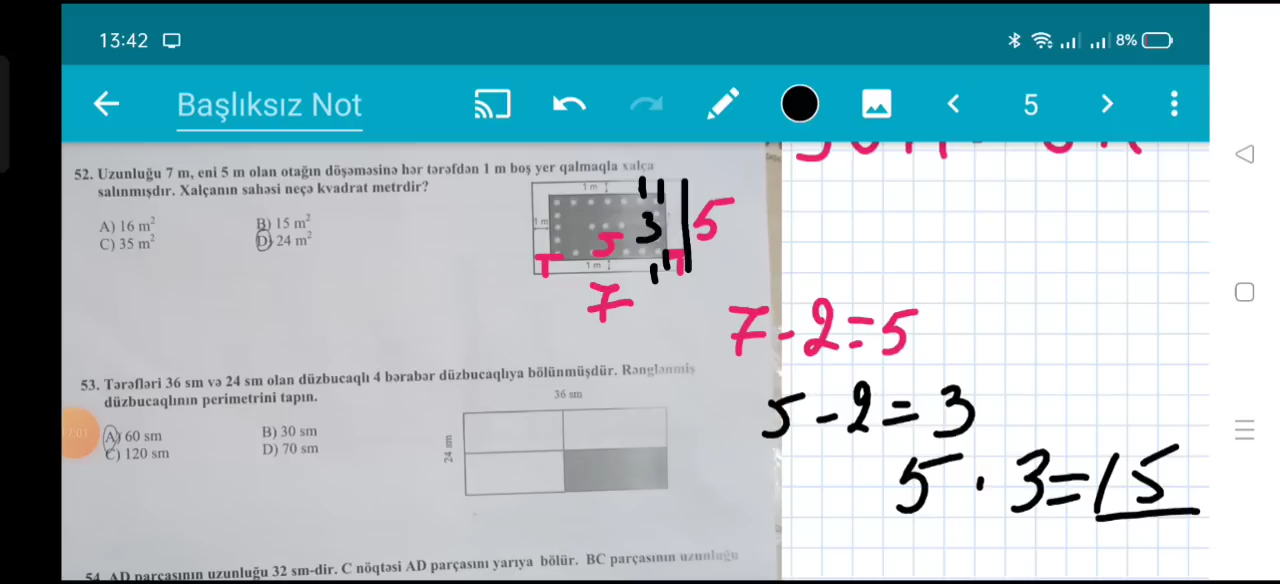 13:42
8%
Başlıksız Not
5
52. Uzunluğu 7 m, eni 5 m olan otağın döşəməsinə hər tərəfdən 1 m boş yer qalmaqla xalça
salınmışdır. Xalçanın sahəsi neçə kvadrat metrdir?
A) 16 m²
B) 15 m²
C) 35 m²
D) 24 m²
1 m
1 m
1 m
5
3
5
7
7-2=5
5-2=3
5·3=15
53. Tərəfləri 36 sm və 24 sm olan düzbucaqlı 4 bərabər düzbucaqlıya bölünmüşdür. Rənglənmiş
düzbucaqlının perimetrini tapın.
A) 60 sm
B) 30 sm
C) 120 sm
D) 70 sm
36 sm
24 sm
54. AD parçasının uzunluğu 32 sm-dir. C nöqtəsi AD parçasını yarıya bölür. BC parçasının uzunluğu